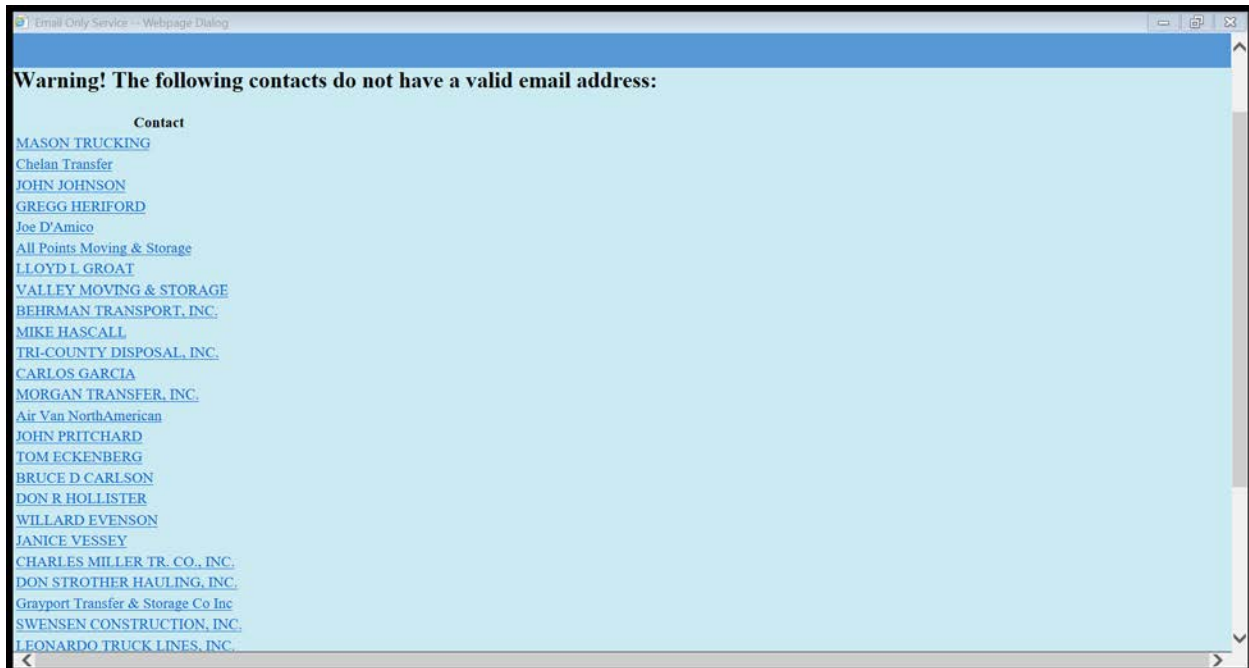 Email Only Service -- Webpage Dialog
Warning! The following contacts do not have a valid email address:
Contact
MASON TRUCKING
Chelan Transfer
JOHN JOHNSON
GREGG HERIFORD
Joe D'Amico
All Points Moving & Storage
LLOYD L GROAT
VALLEY MOVING & STORAGE
BEHRMAN TRANSPORT, INC.
MIKE HASCALL
TRI-COUNTY DISPOSAL, INC.
CARLOS GARCIA
MORGAN TRANSFER, INC.
Air Van NorthAmerican
JOHN PRITCHARD
TOM ECKENBERG
BRUCE D CARLSON
DON R HOLLISTER
WILLARD EVENSON
JANICE VESSEY
CHARLES MILLER TR. CO., INC.
DON STROTHER HAULING, INC.
Grayport Transfer & Storage Co Inc
SWENSEN CONSTRUCTION, INC.
LEONARDO TRUCK LINES, INC.